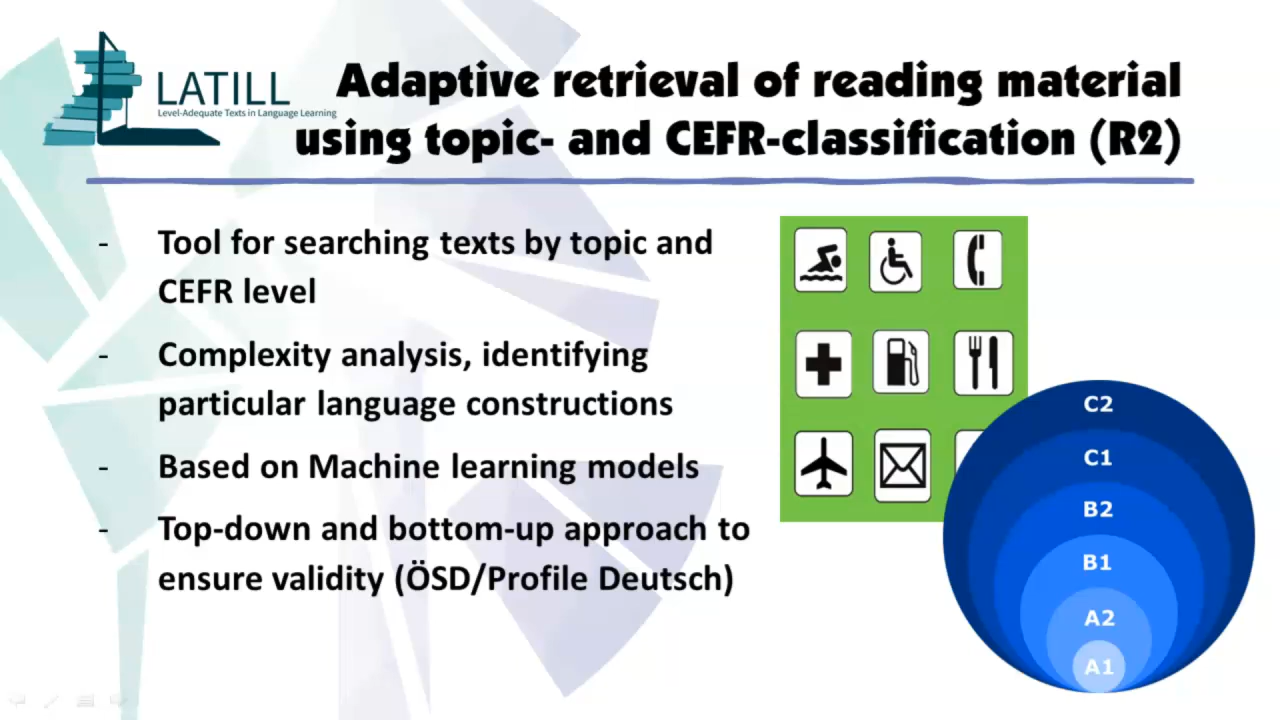 LATILL
Level-Adequate Texts in Language Learning
Adaptive retrieval of reading material
using topic- and CEFR-classification (R2)
- Tool for searching texts by topic and
CEFR level
- Complexity analysis, identifying
particular language constructions
- Based on Machine learning models
- Top-down and bottom-up approach to
ensure validity (ÖSD/Profile Deutsch)
C2
C1
B2
B1
A2
A1